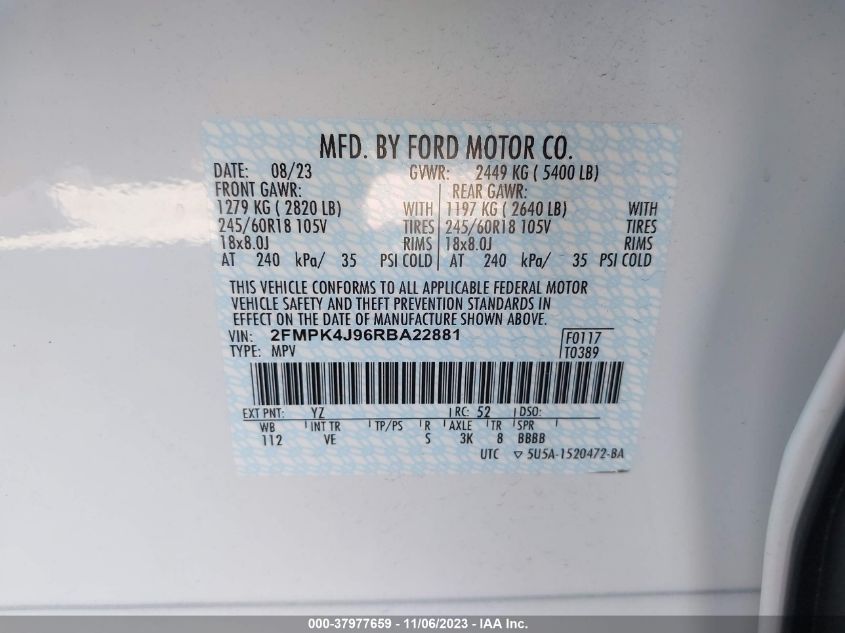 MFD. BY FORD MOTOR CO.
DATE: 08/23 GVWR: 2449 KG ( 5400 LB)
FRONT GAWR: REAR GAWR:
1279 KG ( 2820 LB) WITH 1197 KG ( 2640 LB) WITH
245/60R18 105V TIRES 245/60R18 105V TIRES
18x8.0J RIMS 18x8.0J RIMS
AT 240 kPa/ 35 PSI COLD AT 240 kPa/ 35 PSI COLD
THIS VEHICLE CONFORMS TO ALL APPLICABLE FEDERAL MOTOR
VEHICLE SAFETY AND THEFT PREVENTION STANDARDS IN
EFFECT ON THE DATE OF MANUFACTURE SHOWN ABOVE.
VIN: 2FMPK4J96RBA22881 F0117
TYPE: MPV T0389
EXT PNT: YZ RC: 52 DSO:
WB INT TR TP/PS R AXLE TR SPR
112 VE S 3K 8 BBBB
UTC ▽ 5U5A-1520472-BA
000-37977659 - 11/06/2023 - IAA Inc.